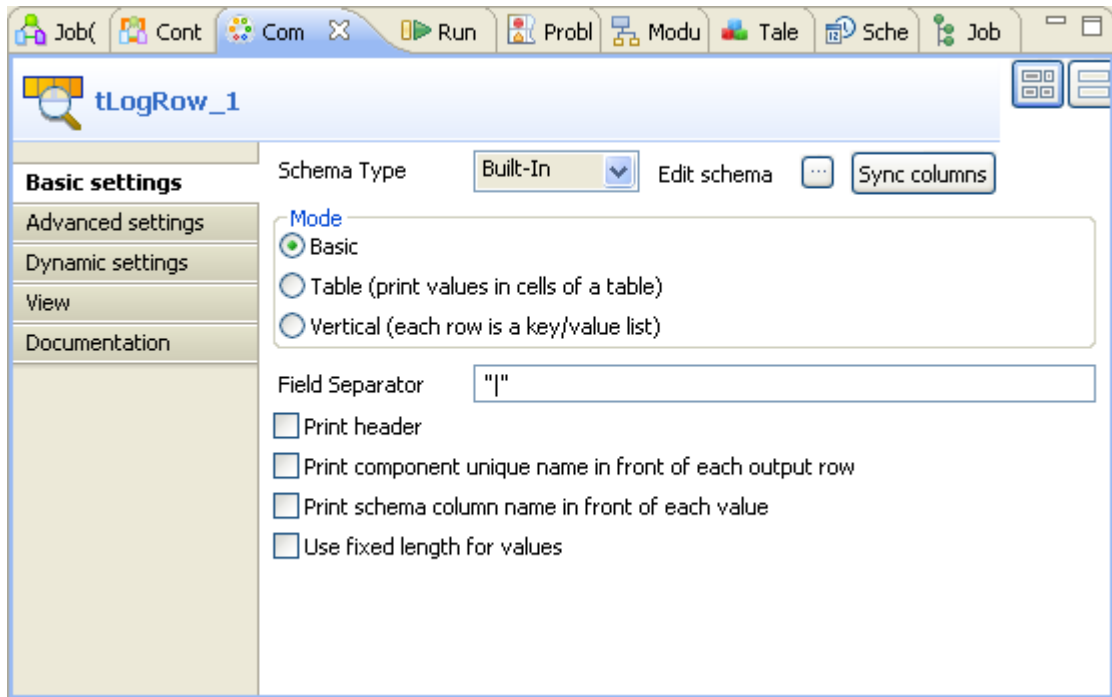 Job( Cont Com Run Probl Modu Tale 12 Sche Job
tLogRow_1
Basic settings
Advanced settings
Dynamic settings
View
Documentation
Schema Type Built-In Edit schema ... Sync columns
Mode
Basic
Table (print values in cells of a table)
Vertical (each row is a key/value list)
Field Separator "|"
Print header
Print component unique name in front of each output row
Print schema column name in front of each value
Use fixed length for values